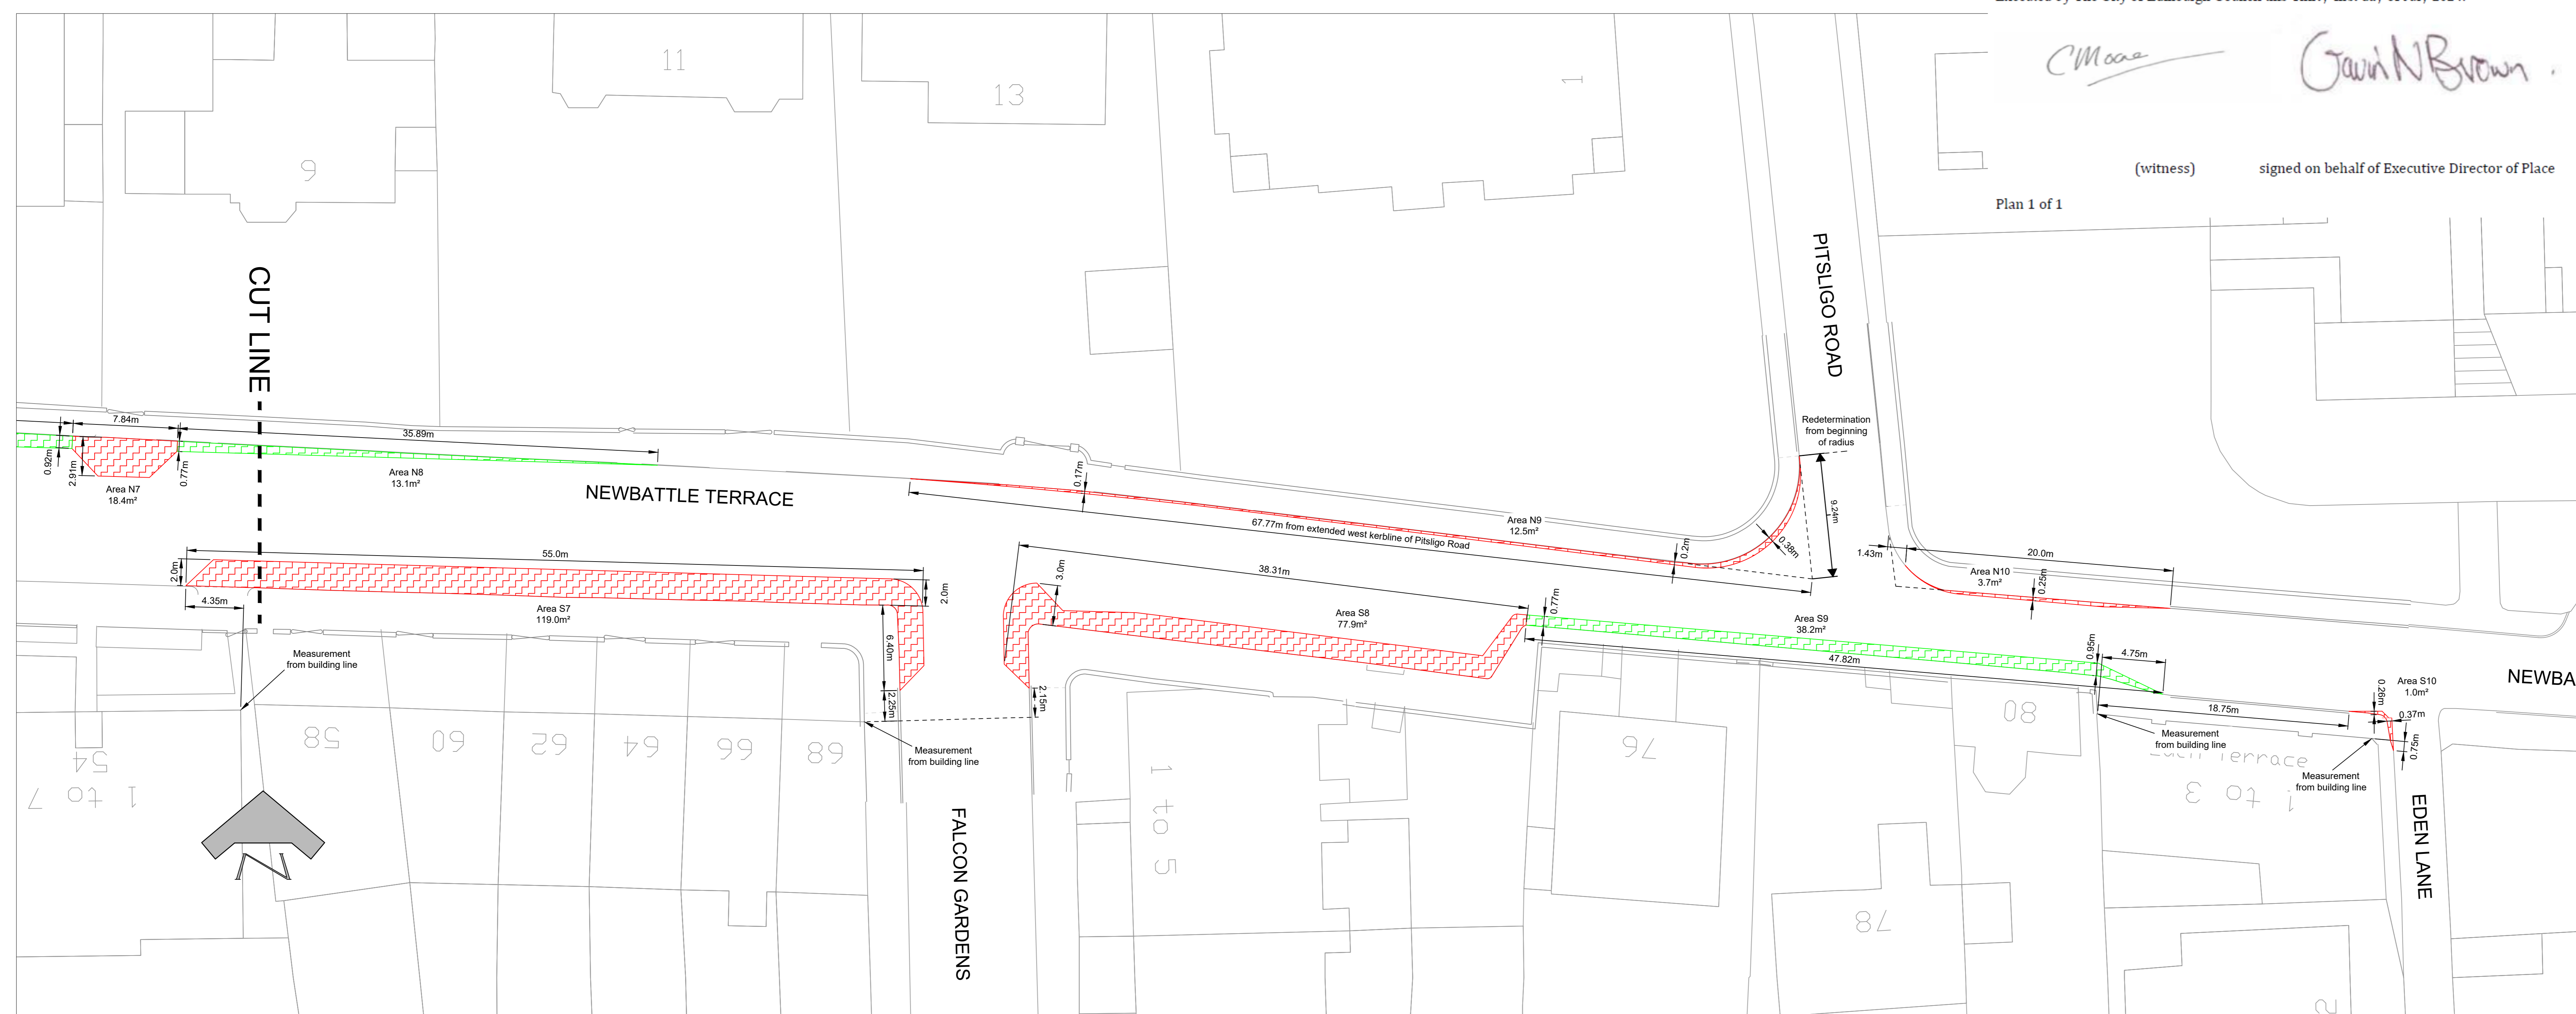 CMoore
Gavin N Brown.
(witness)
signed on behalf of Executive Director of Place
Plan 1 of 1
11
13
1
9
CUT LINE
PITSLIGO ROAD
Redetermination
from beginning
of radius
7.84m
35.89m
0.92m
2.91m
0.77m
Area N7
18.4m²
Area N8
13.1m²
NEWBATTLE TERRACE
0.17m
67.77m from extended west kerbline of Pitsligo Road
Area N9
12.5m²
0.2m
0.38m
9.24m
1.43m
20.0m
Area N10
3.7m²
0.25m
55.0m
2.0m
2.0m
4.35m
Area S7
119.0m²
6.40m
2.25m
3.0m
38.31m
2.15m
Area S8
77.9m²
0.77m
Area S9
38.2m²
47.82m
0.95m
4.75m
18.75m
Area S10
1.0m²
0.26m
0.37m
0.75m
NEWBA
Measurement
from building line
Measurement
from building line
Measurement
from building line
Measurement
from building line
54
1 to 7
58
60
62
64
66
68
FALCON GARDENS
1 to 5
76
78
80
Terrace
1 to 3
EDEN LANE
2
N